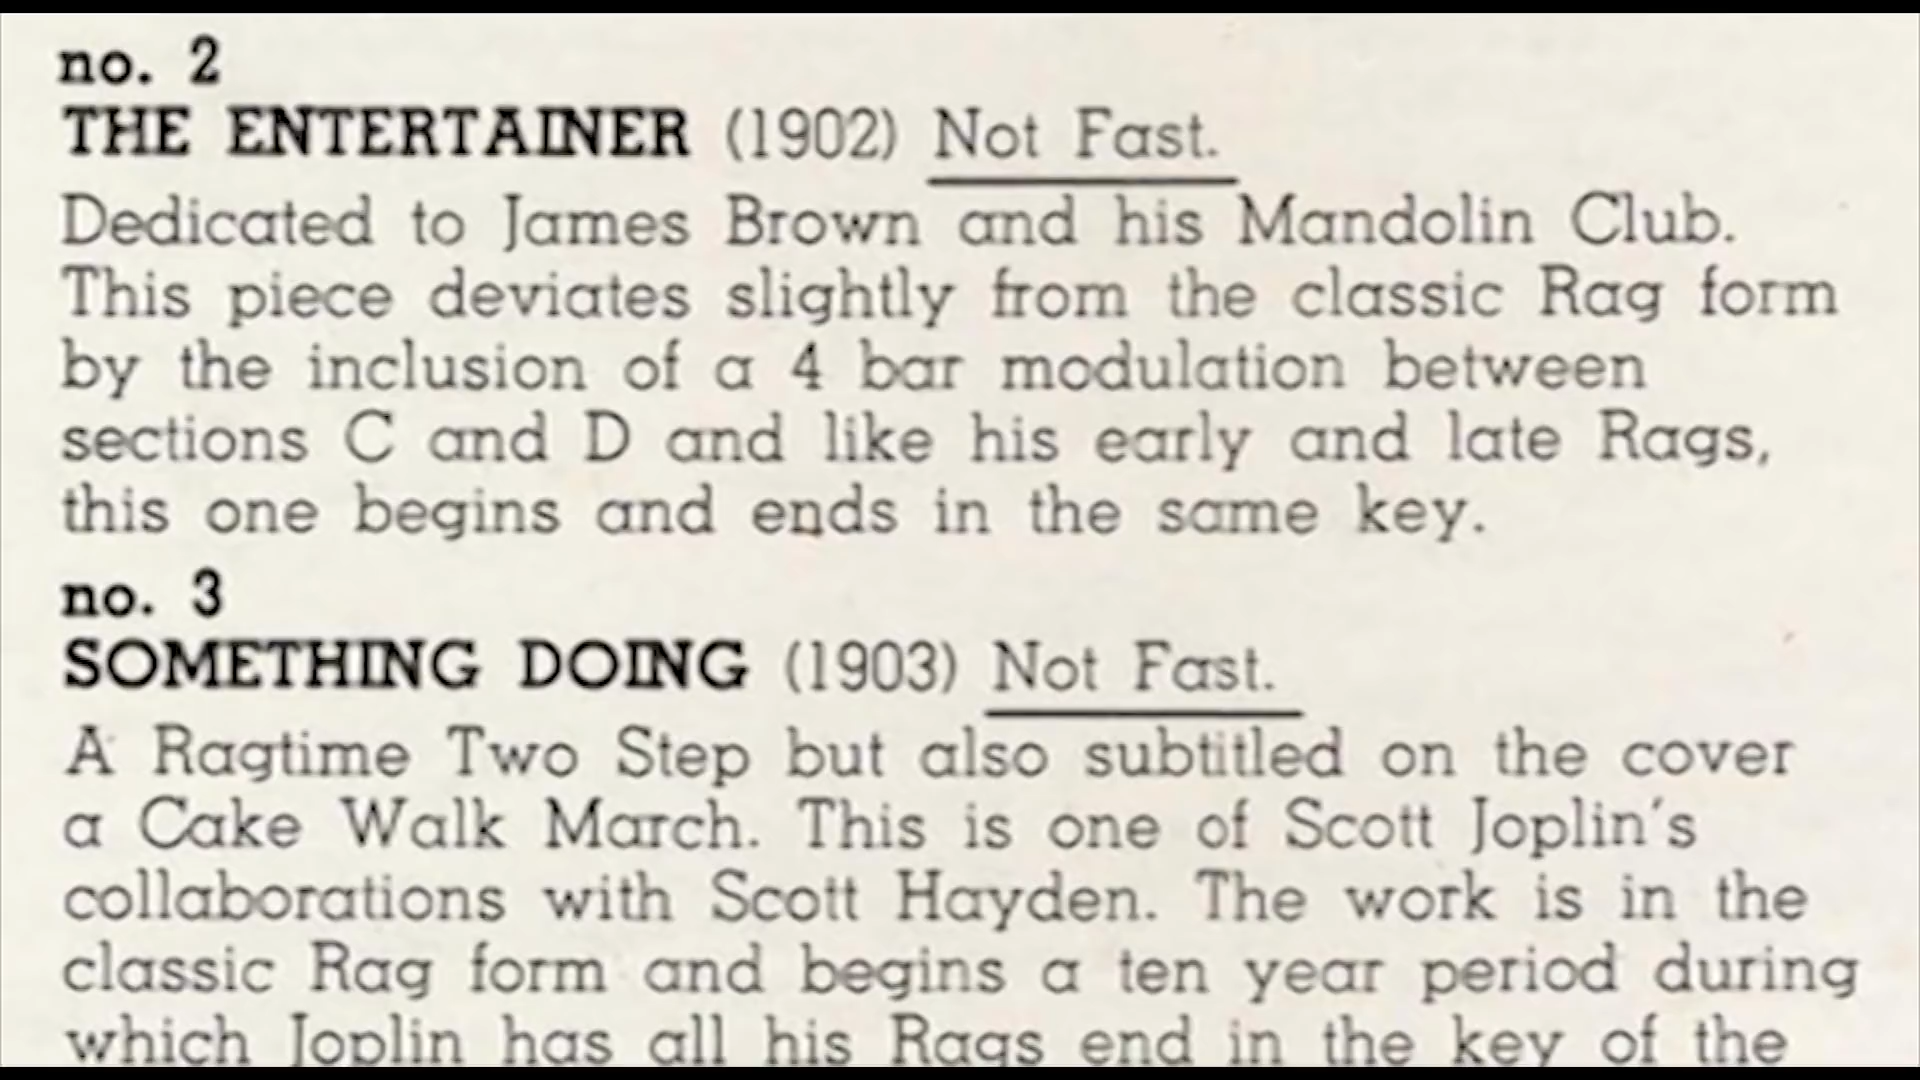 no. 2
THE ENTERTAINER (1902) Not Fast.
Dedicated to James Brown and his Mandolin Club.
This piece deviates slightly from the classic Rag form
by the inclusion of a 4 bar modulation between
sections C and D and like his early and late Rags,
this one begins and ends in the same key.
no. 3
SOMETHING DOING (1903) Not Fast.
A Ragtime Two Step but also subtitled on the cover
a Cake Walk March. This is one of Scott Joplin's
collaborations with Scott Hayden. The work is in the
classic Rag form and begins a ten year period during
which Joplin has all his Rags end in the key of the